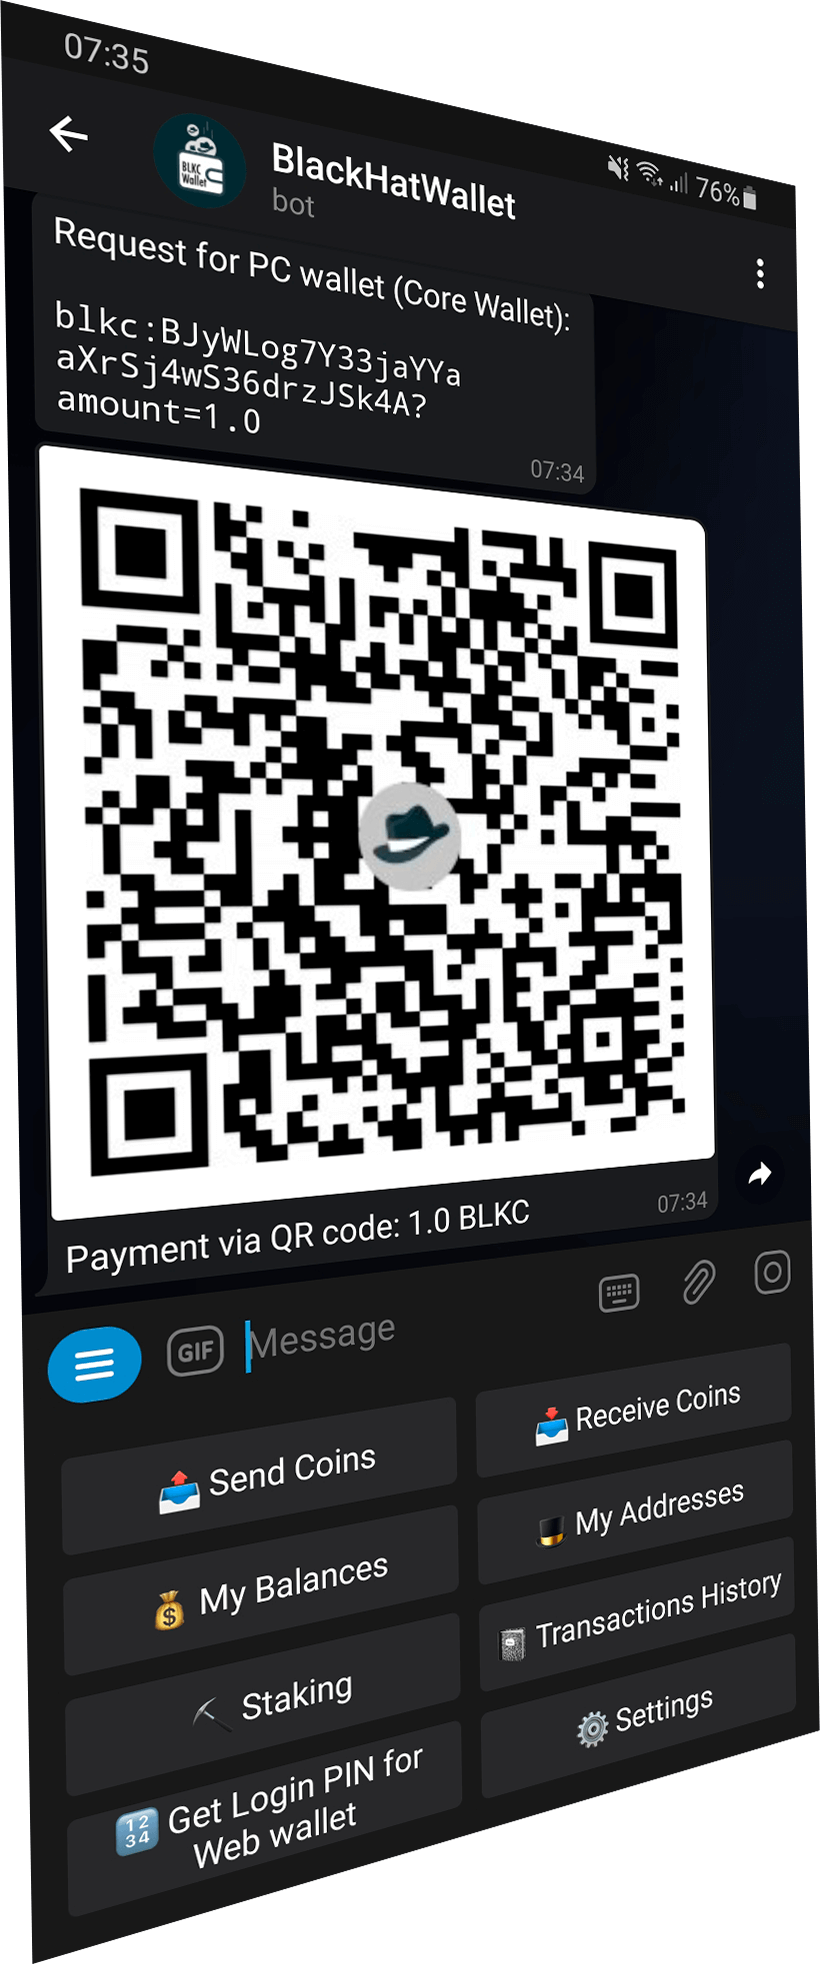 07:35
76%
BLKC
Wallet
BlackHatWallet
bot
Request for PC wallet (Core Wallet):
blkc:BJyWLog7Y33jaYYa
aXrSj4wS36drzJSk4A?
amount=1.0
07:34
Payment via QR code: 1.0 BLKC
07:34
GIF
Message
Send Coins
Receive Coins
My Balances
My Addresses
Staking
Transactions History
1234
Get Login PIN for
Web wallet
Settings